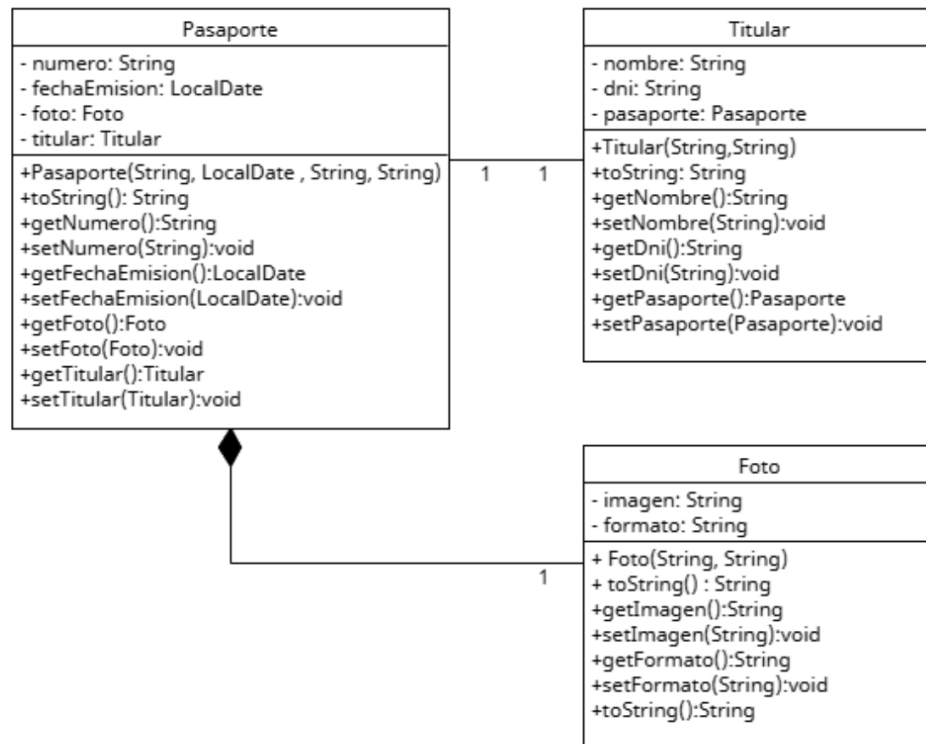 Pasaporte
- numero: String
- fechaEmision: LocalDate
- foto: Foto
- titular: Titular
+Pasaporte(String, LocalDate , String, String)
+toString(): String
+getNumero():String
+setNumero(String):void
+getFechaEmision():LocalDate
+setFechaEmision(LocalDate):void
+getFoto():Foto
+setFoto(Foto):void
+getTitular():Titular
+setTitular(Titular):void
1
1
Titular
- nombre: String
- dni: String
- pasaporte: Pasaporte
+Titular(String,String)
+toString: String
+getNombre():String
+setNombre(String):void
+getDni():String
+setDni(String):void
+getPasaporte():Pasaporte
+setPasaporte(Pasaporte):void
1
Foto
- imagen: String
- formato: String
+ Foto(String, String)
+ toString() : String
+getImagen():String
+setImagen(String):void
+getFormato():String
+setFormato(String):void
+toString():String